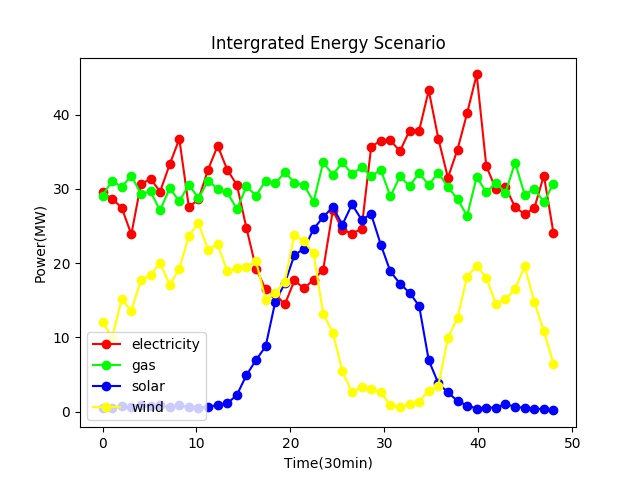 Intergrated Energy Scenario
Power(MW)
40
30
20
10
0
electricity
gas
solar
wind
0 10 20 30 40 50
Time(30min)